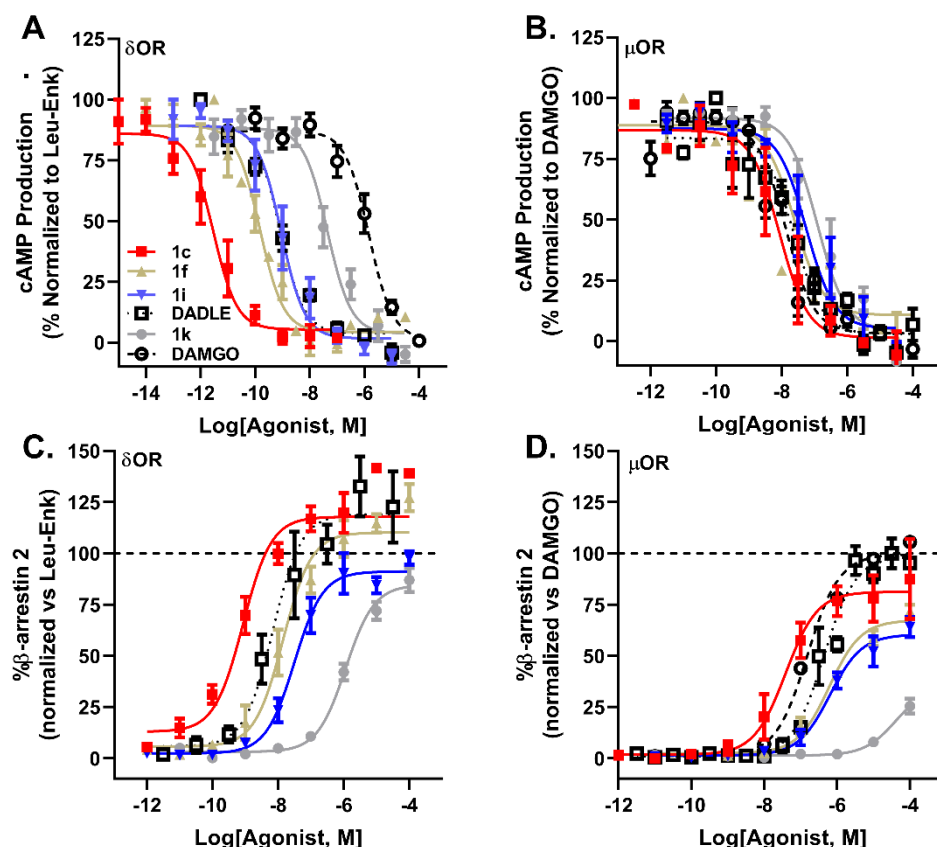 A.
δOR
cAMP Production
(% Normalized to Leu-Enk)
125
100
75
50
25
0
1c
1f
1i
DADLE
1k
DAMGO
-14 -12 -10 -8 -6 -4
Log[Agonist, M]
B.
μOR
cAMP Production
(% Normalized to DAMGO)
125
100
75
50
25
0
-12 -10 -8 -6 -4
Log[Agonist, M]
C.
δOR
%β-arrestin 2
(normalized vs Leu-Enk)
150
125
100
75
50
25
0
-12 -10 -8 -6 -4
Log[Agonist, M]
D.
μOR
%β-arrestin 2
(normalized vs DAMGO)
150
125
100
75
50
25
0
-12 -10 -8 -6 -4
Log[Agonist, M]